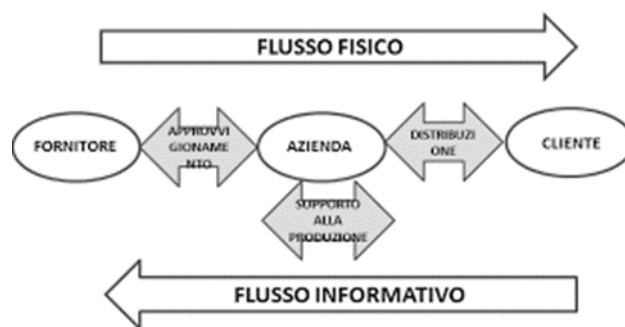 FLUSSO FISICO
FORNITORE
APPROVVI
GIONAME
NTO
AZIENDA
DISTRIBUZI
ONE
CLIENTE
SUPPORTO
ALLA
PRODUZIONE
FLUSSO INFORMATIVO